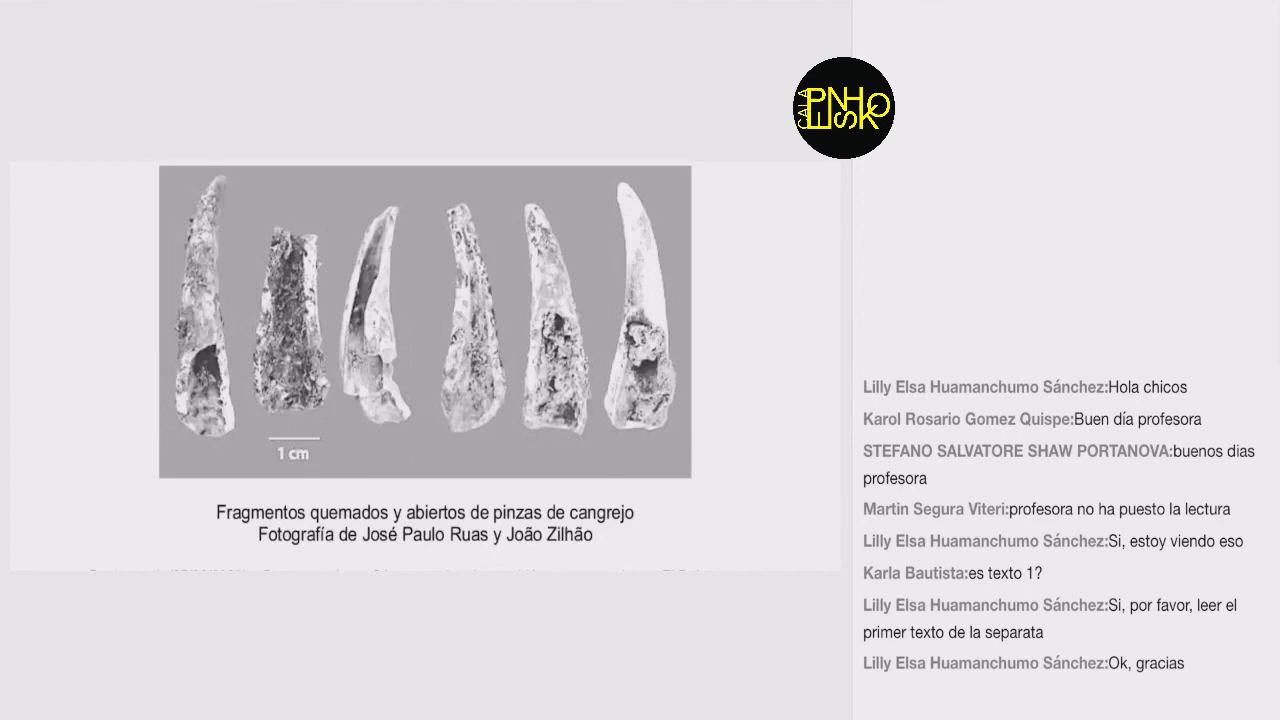 CALA
PENHSKO
1 cm
Fragmentos quemados y abiertos de pinzas de cangrejo
Fotografía de José Paulo Ruas y João Zilhão
Lilly Elsa Huamanchumo Sánchez:Hola chicos
Karol Rosario Gomez Quispe:Buen día profesora
STEFANO SALVATORE SHAW PORTANOVA:buenos dias
profesora
Martin Segura Viteri:profesora no ha puesto la lectura
Lilly Elsa Huamanchumo Sánchez:Si, estoy viendo eso
Karla Bautista:es texto 1?
Lilly Elsa Huamanchumo Sánchez:Si, por favor, leer el
primer texto de la separata
Lilly Elsa Huamanchumo Sánchez:Ok, gracias